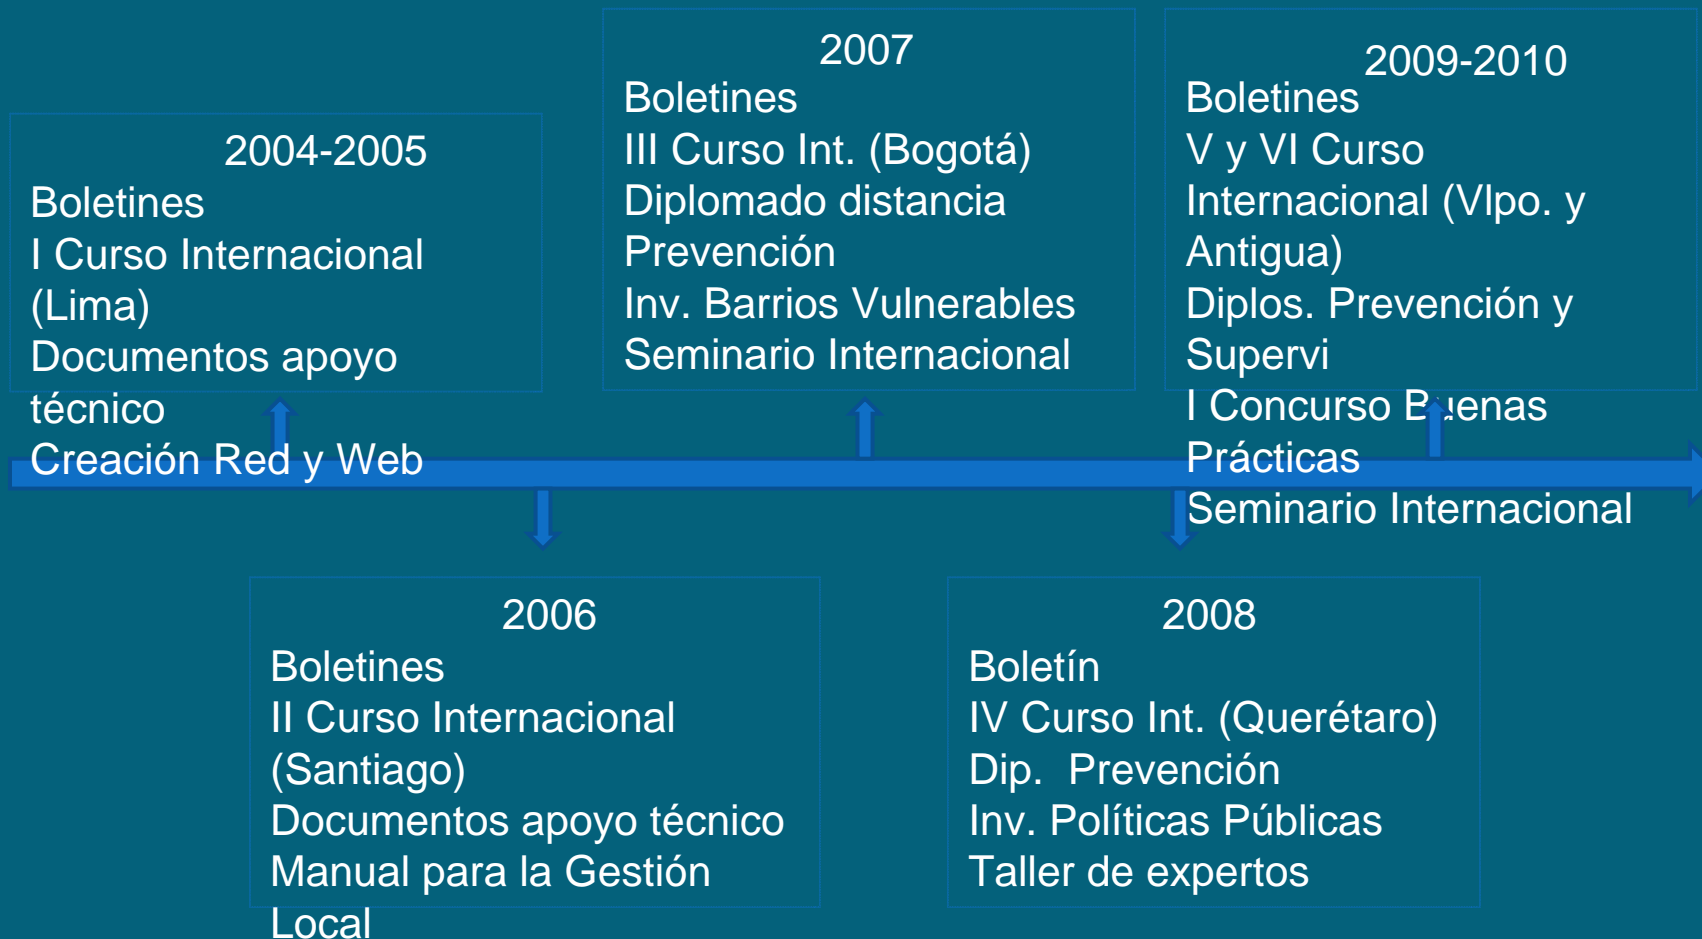 2004-2005
Boletines
I Curso Internacional
(Lima)
Documentos apoyo
técnico
Creación Red y Web
2007
Boletines
III Curso Int. (Bogotá)
Diplomado distancia
Prevención
Inv. Barrios Vulnerables
Seminario Internacional
2009-2010
Boletines
V y VI Curso
Internacional (Vlpo. y
Antigua)
Diplos. Prevención y
Supervi
I Concurso Buenas
Prácticas
Seminario Internacional
2006
Boletines
II Curso Internacional
(Santiago)
Documentos apoyo técnico
Manual para la Gestión
Local
2008
Boletín
IV Curso Int. (Querétaro)
Dip.  Prevención
Inv. Políticas Públicas
Taller de expertos